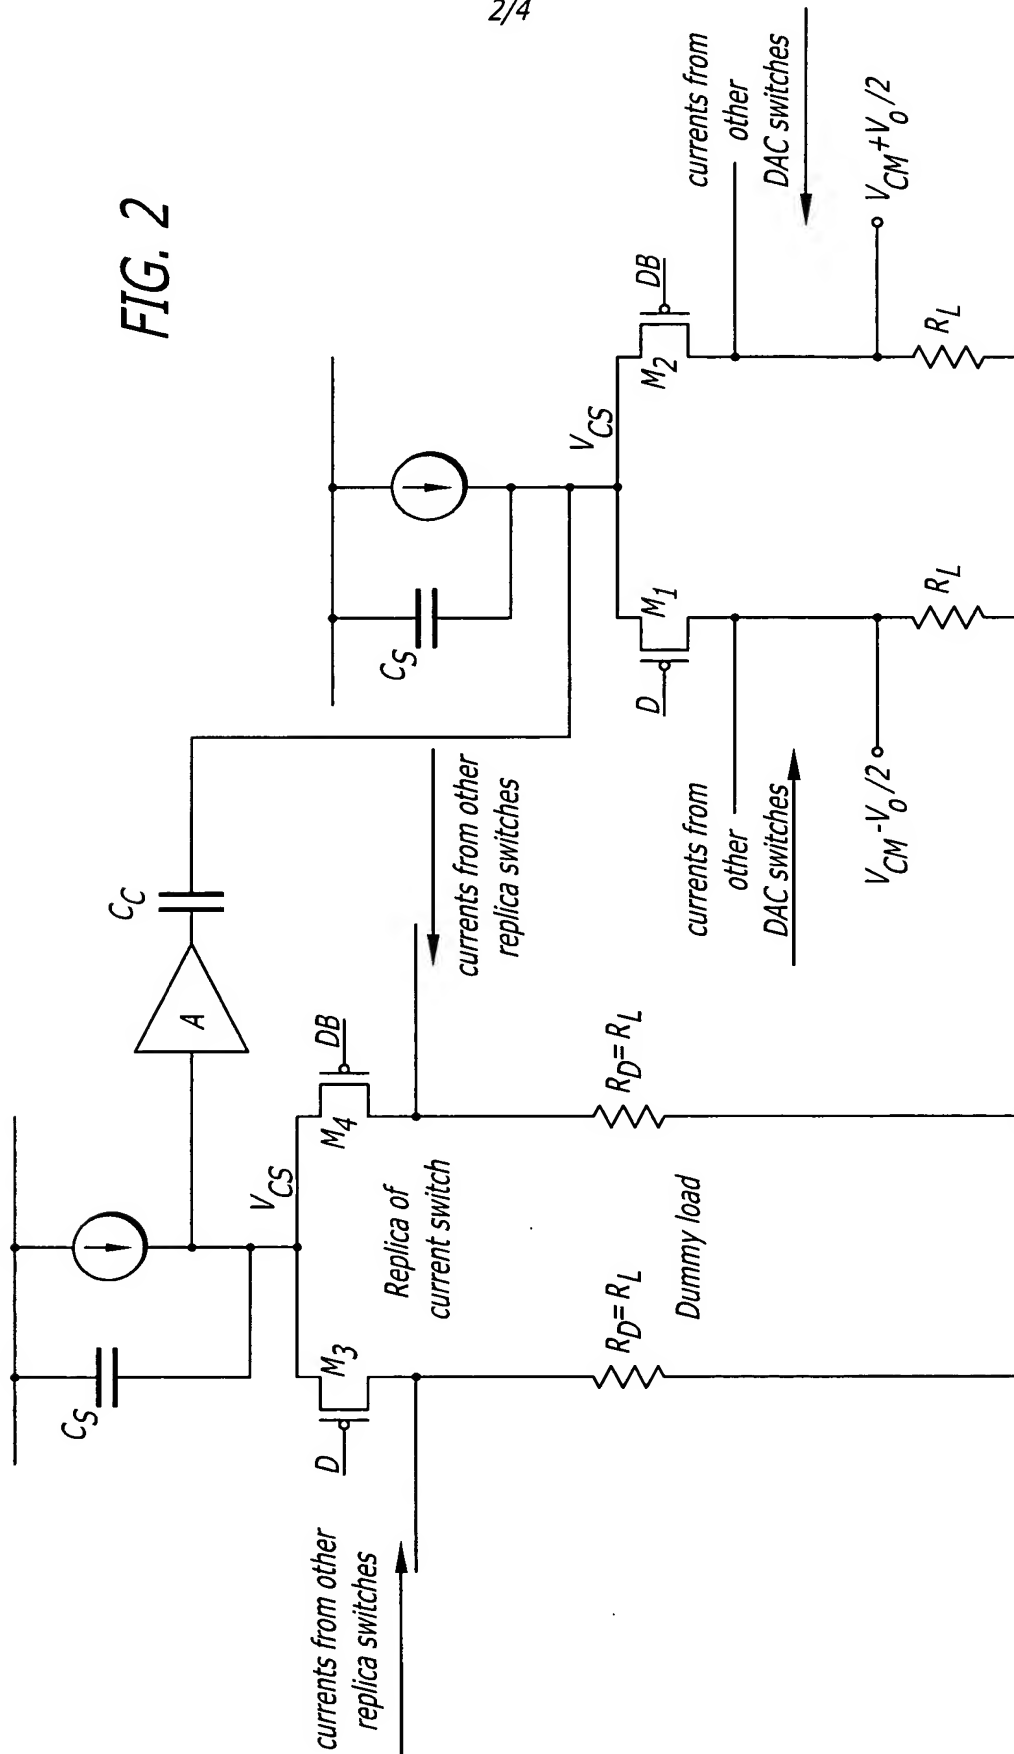 2/4
FIG. 2
C_S
V_CS
A
C_C
D
M_3
M_4
DB
currents from other
replica switches
currents from other
replica switches
Replica of
current switch
R_D=R_L
R_D=R_L
Dummy load
C_S
V_CS
D
M_1
M_2
DB
currents from
other
DAC switches
currents from
other
DAC switches
V_CM-V_O/2
V_CM+V_O/2
R_L
R_L